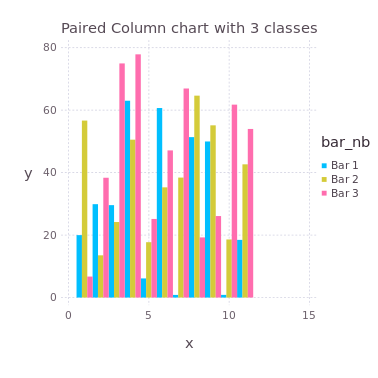 Paired Column chart with 3 classes
80
60
40
20
0
y
0 5 10 15
x
bar_nb
Bar 1
Bar 2
Bar 3